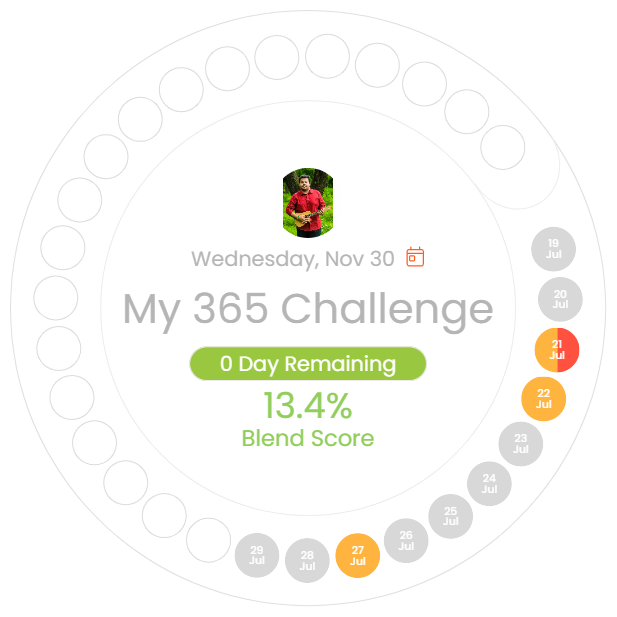 Wednesday, Nov 30
My 365 Challenge
0 Day Remaining
13.4%
Blend Score
19
Jul
20
Jul
21
Jul
22
Jul
23
Jul
24
Jul
25
Jul
26
Jul
27
Jul
28
Jul
29
Jul